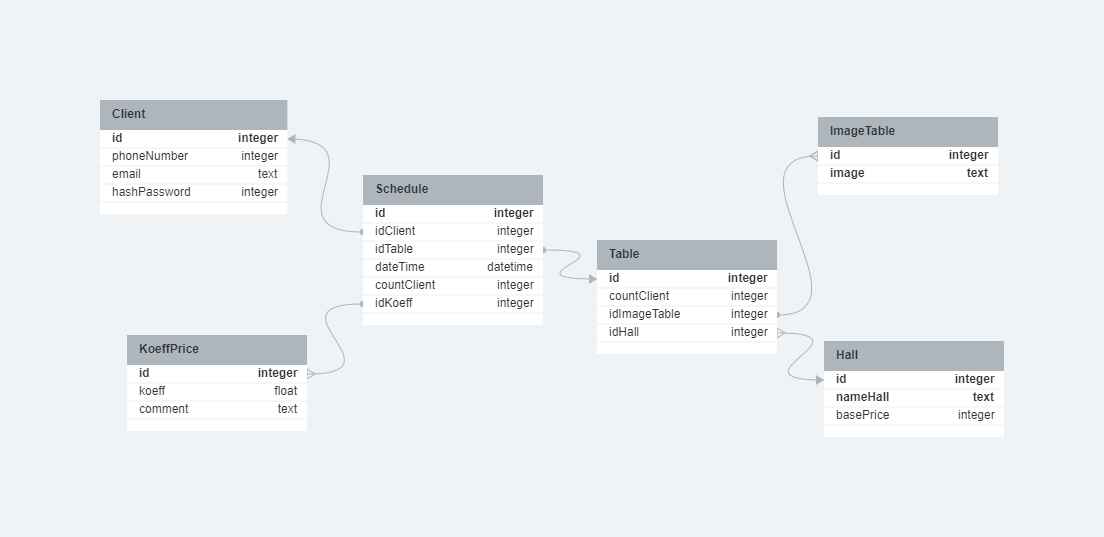 Client
id integer
phoneNumber integer
email text
hashPassword integer
Schedule
id integer
idClient integer
idTable integer
dateTime datetime
countClient integer
idKoeff integer
KoeffPrice
id integer
koeff float
comment text
Table
id integer
countClient integer
idImageTable integer
idHall integer
ImageTable
id integer
image text
Hall
id integer
nameHall text
basePrice integer